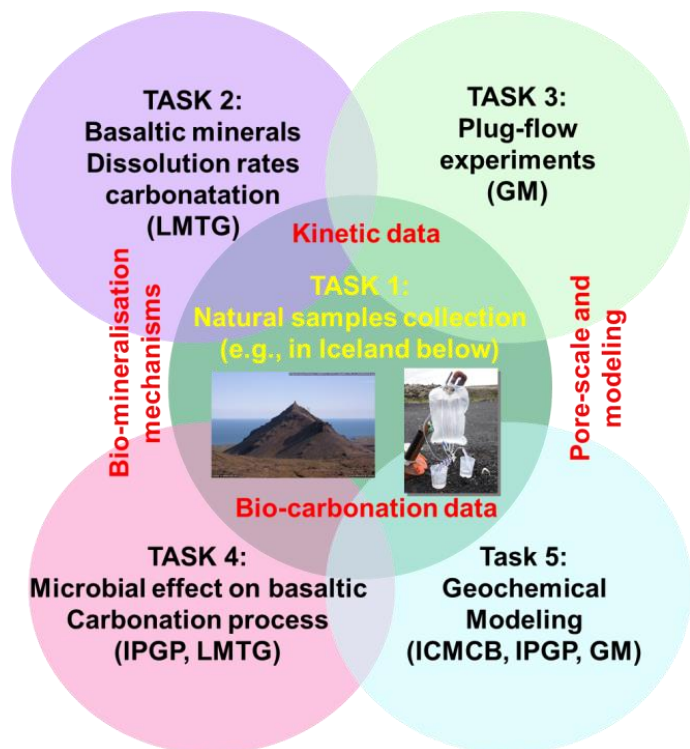 TASK 2:
Basaltic minerals
Dissolution rates
carbonatation
(LMTG)
TASK 3:
Plug-flow
experiments
(GM)
Kinetic data
Bio-mineralisation
mechanisms
TASK 1:
Natural samples collection
(e.g., in Iceland below)
Pore-scale and
modeling
Bio-carbonation data
TASK 4:
Microbial effect on basaltic
Carbonation process
(IPGP, LMTG)
Task 5:
Geochemical
Modeling
(ICMCB, IPGP, GM)